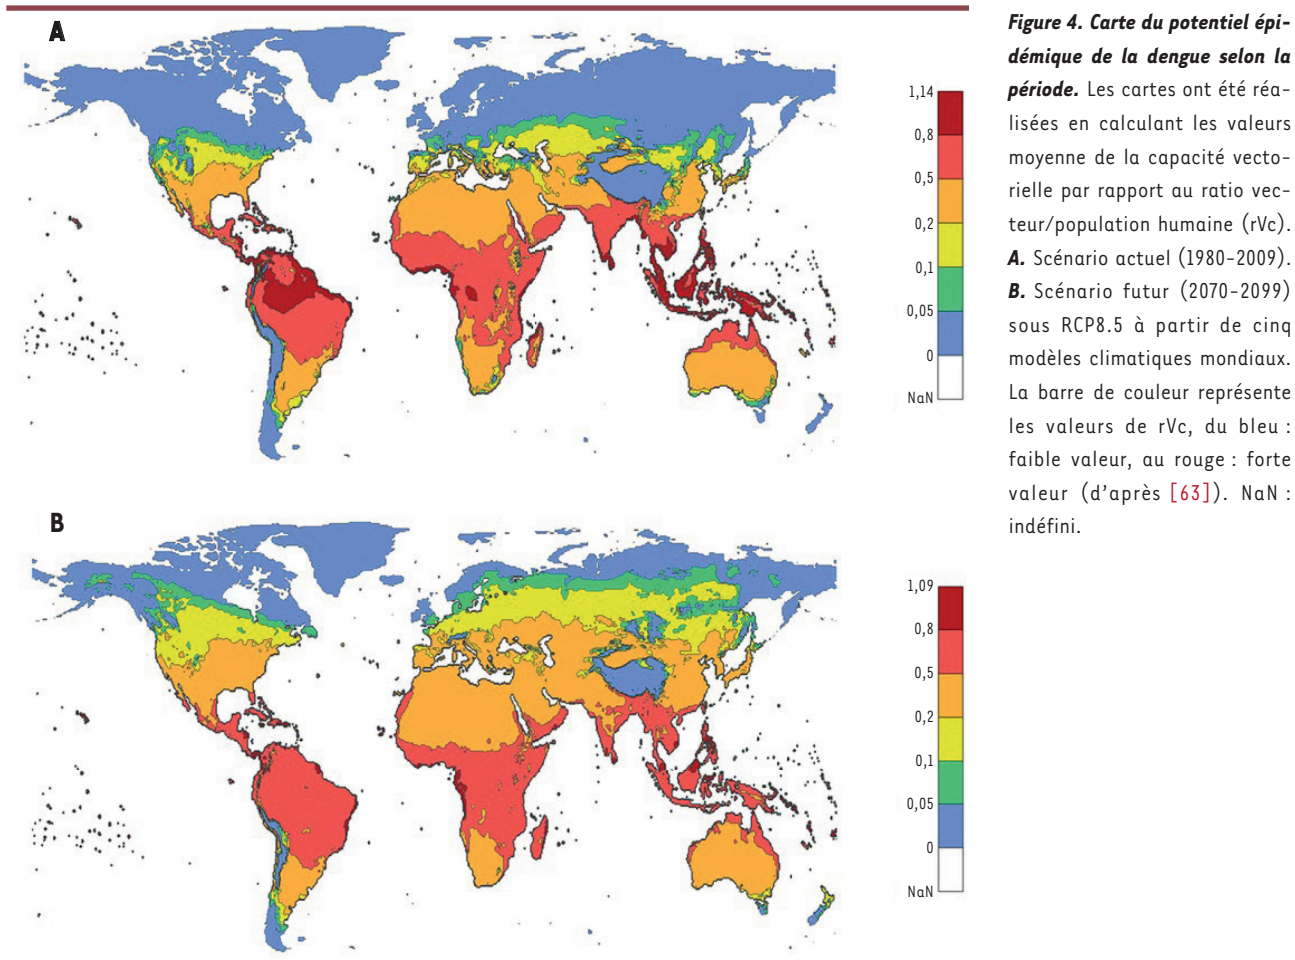 A
1,14
0,8
0,5
0,2
0,1
0,05
0
NaN
B
1,09
0,8
0,5
0,2
0,1
0,05
0
NaN
Figure 4. Carte du potentiel épi-
démique de la dengue selon la
période. Les cartes ont été réa-
lisées en calculant les valeurs
moyenne de la capacité vecto-
rielle par rapport au ratio vec-
teur/population humaine (rVc).
A. Scénario actuel (1980-2009).
B. Scénario futur (2070-2099)
sous RCP8.5 à partir de cinq
modèles climatiques mondiaux.
La barre de couleur représente
les valeurs de rVc, du bleu :
faible valeur, au rouge : forte
valeur (d'après [63]). NaN :
indéfini.